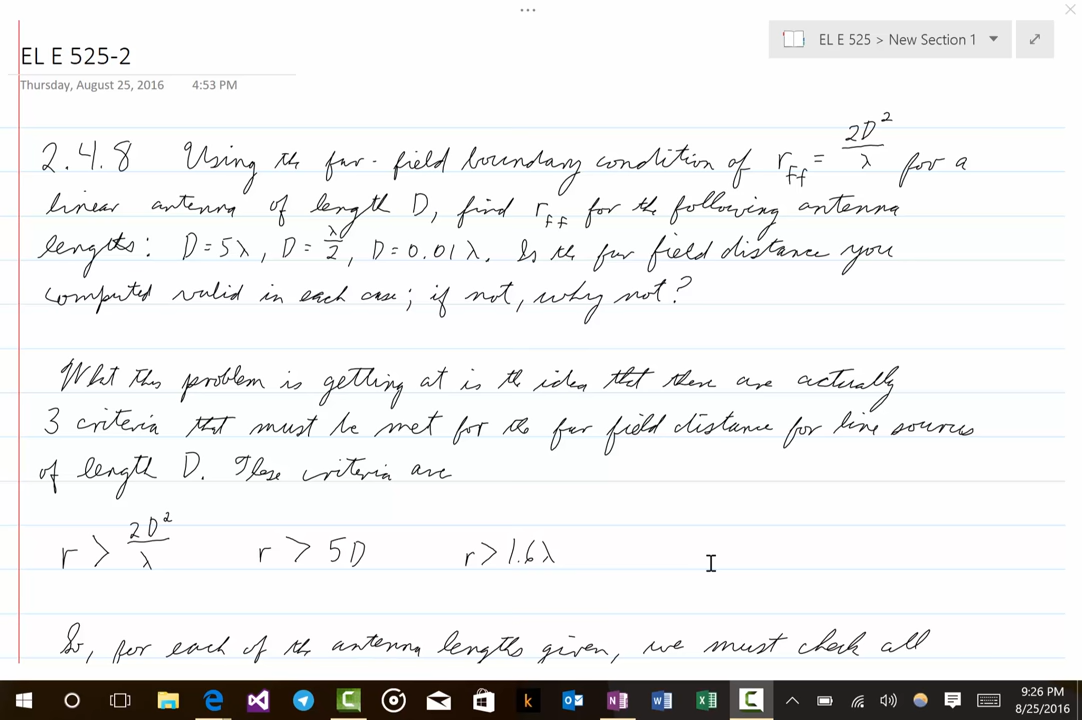 EL E 525-2
EL E 525 > New Section 1
Thursday, August 25, 2016 4:53 PM
2.4.8 Using the far-field boundary condition of r_ff = 2D²/λ for a
linear antenna of length D, find r_ff for the following antenna
lengths: D = 5λ, D = λ/2, D = 0.01λ. Is the far field distance you
computed valid in each case; if not, why not?
What this problem is getting at is the idea that there are actually
3 criteria that must be met for the far field distance for line sources
of length D. These criteria are
r > 2D²/λ r > 5D r > 1.6λ
So, for each of the antenna lengths given, we must check all
9:26 PM
8/25/2016